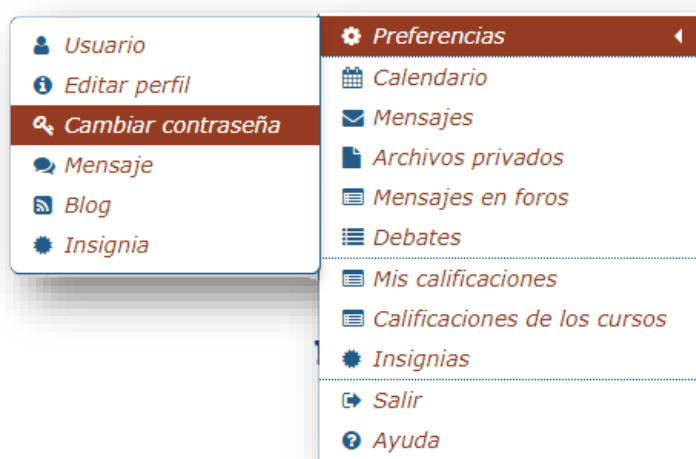 Usuario
Editar perfil
Cambiar contraseña
Mensaje
Blog
Insignia
Preferencias
Calendario
Mensajes
Archivos privados
Mensajes en foros
Debates
Mis calificaciones
Calificaciones de los cursos
Insignias
Salir
Ayuda